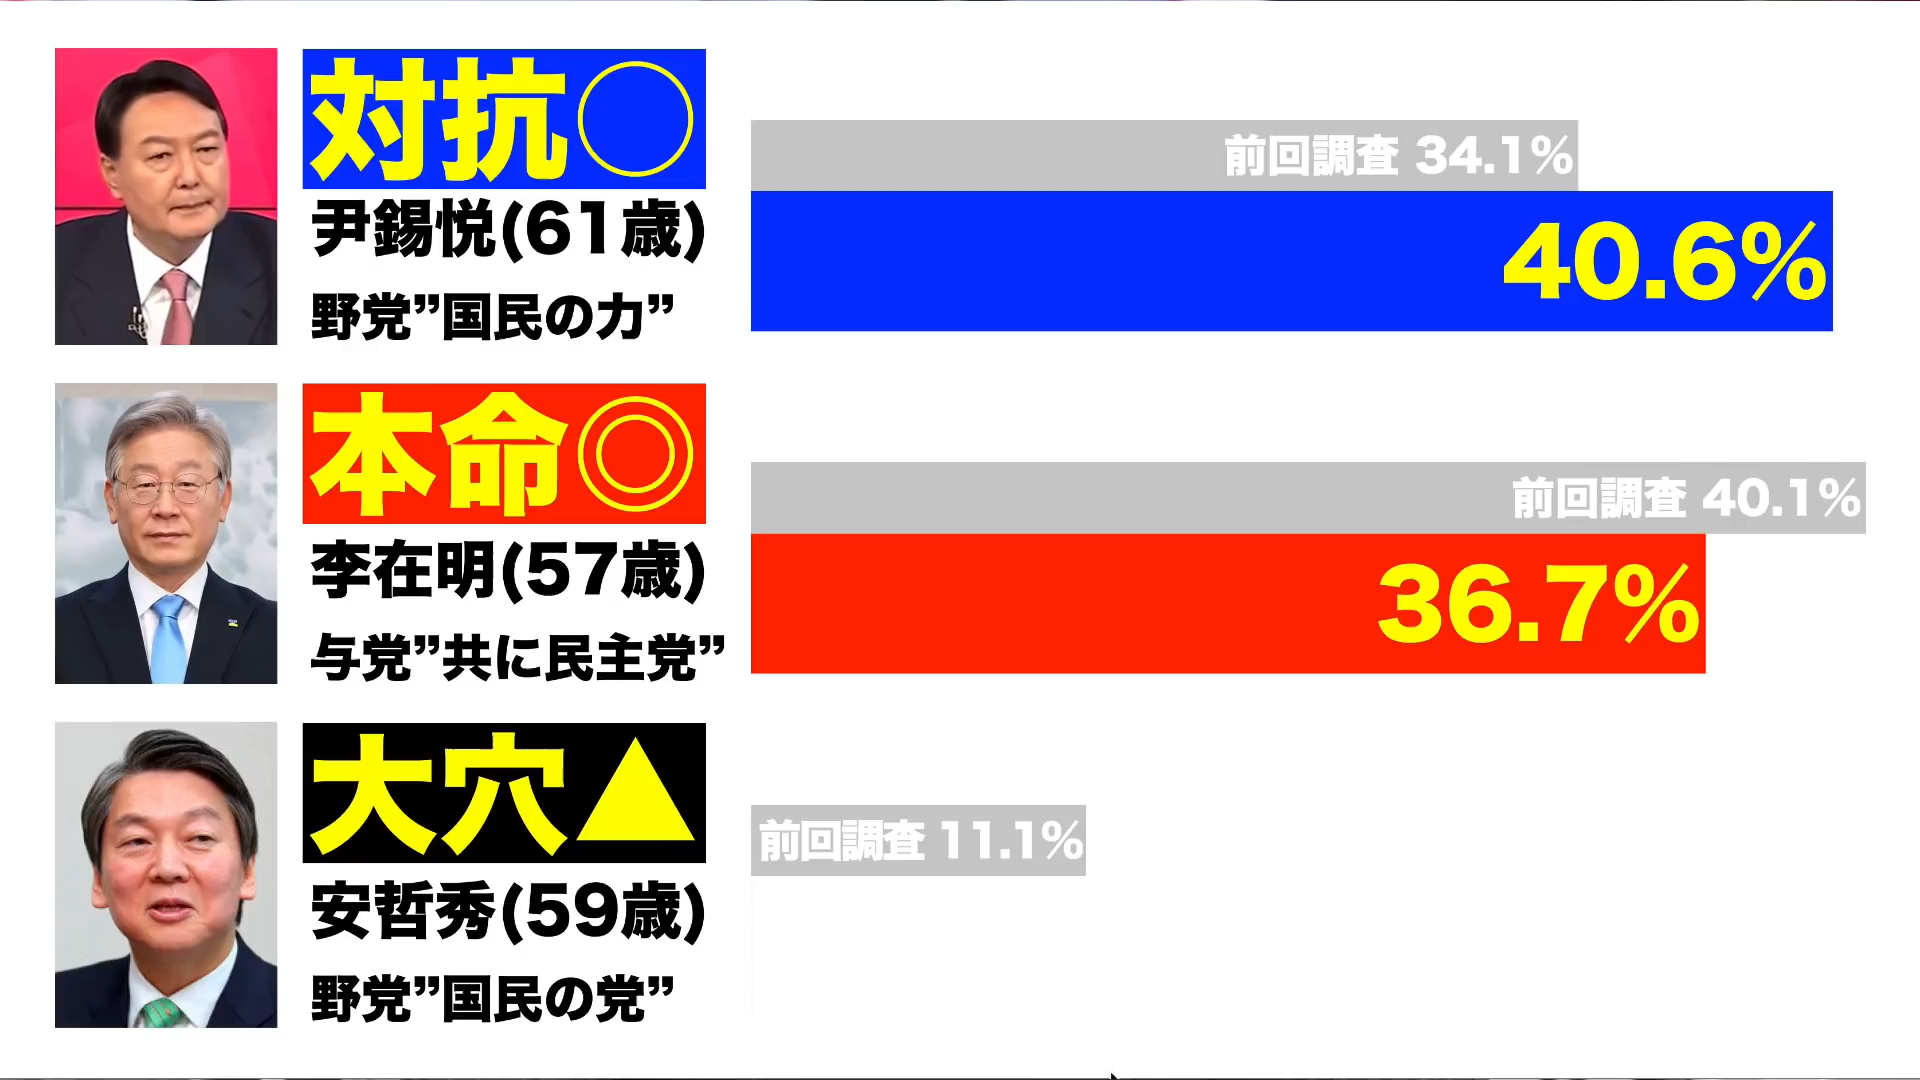 対抗○
尹錫悦(61歳)
野党”国民の力”
前回調査 34.1%
40.6%
本命◎
李在明(57歳)
与党”共に民主党”
前回調査 40.1%
36.7%
大穴▲
安哲秀(59歳)
野党”国民の党”
前回調査 11.1%